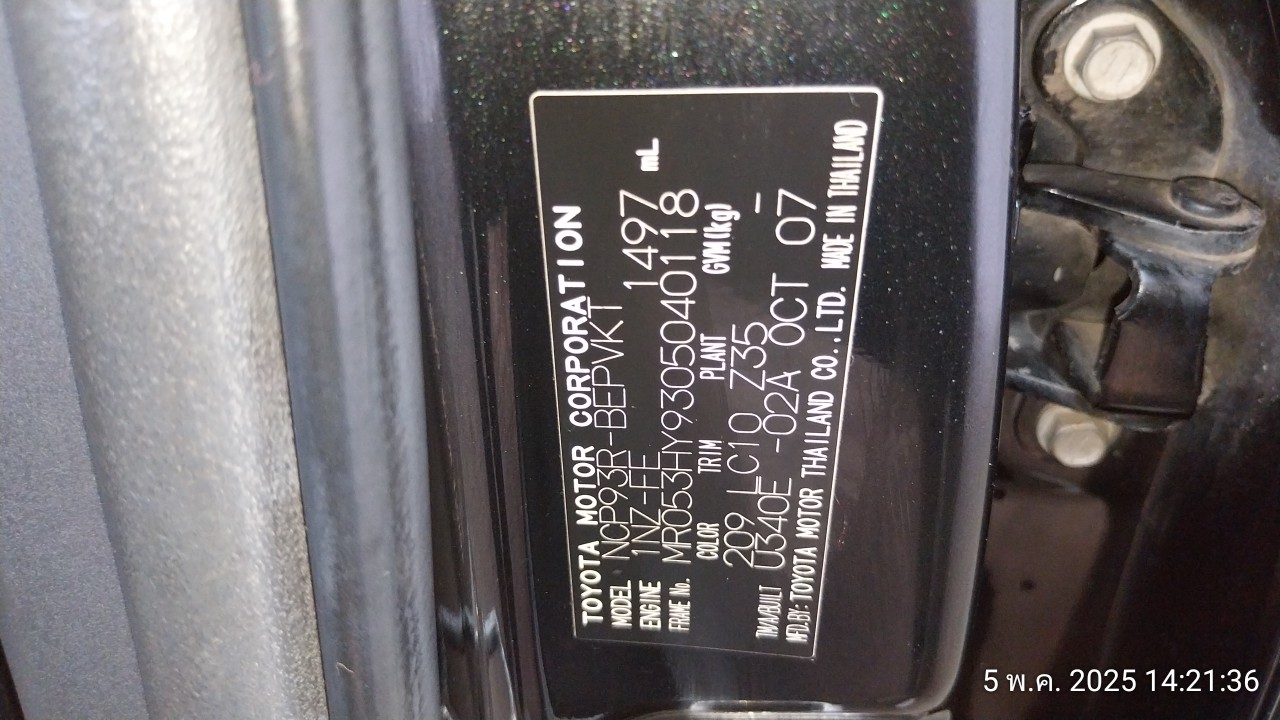 TOYOTA MOTOR CORPORATION
MODEL NCP93R-BEPVKT
ENGINE 1NZ-FE 1497 mL
FRAME No. MR053HY9305040118
COLOR TRIM PLANT GVM(kg)
209 LC10 Z35 -
T/M/A/BUILT U340E -02A OCT 07
MFD.BY: TOYOTA MOTOR THAILAND CO.,LTD. MADE IN THAILAND
5 พ.ค. 2025 14:21:36